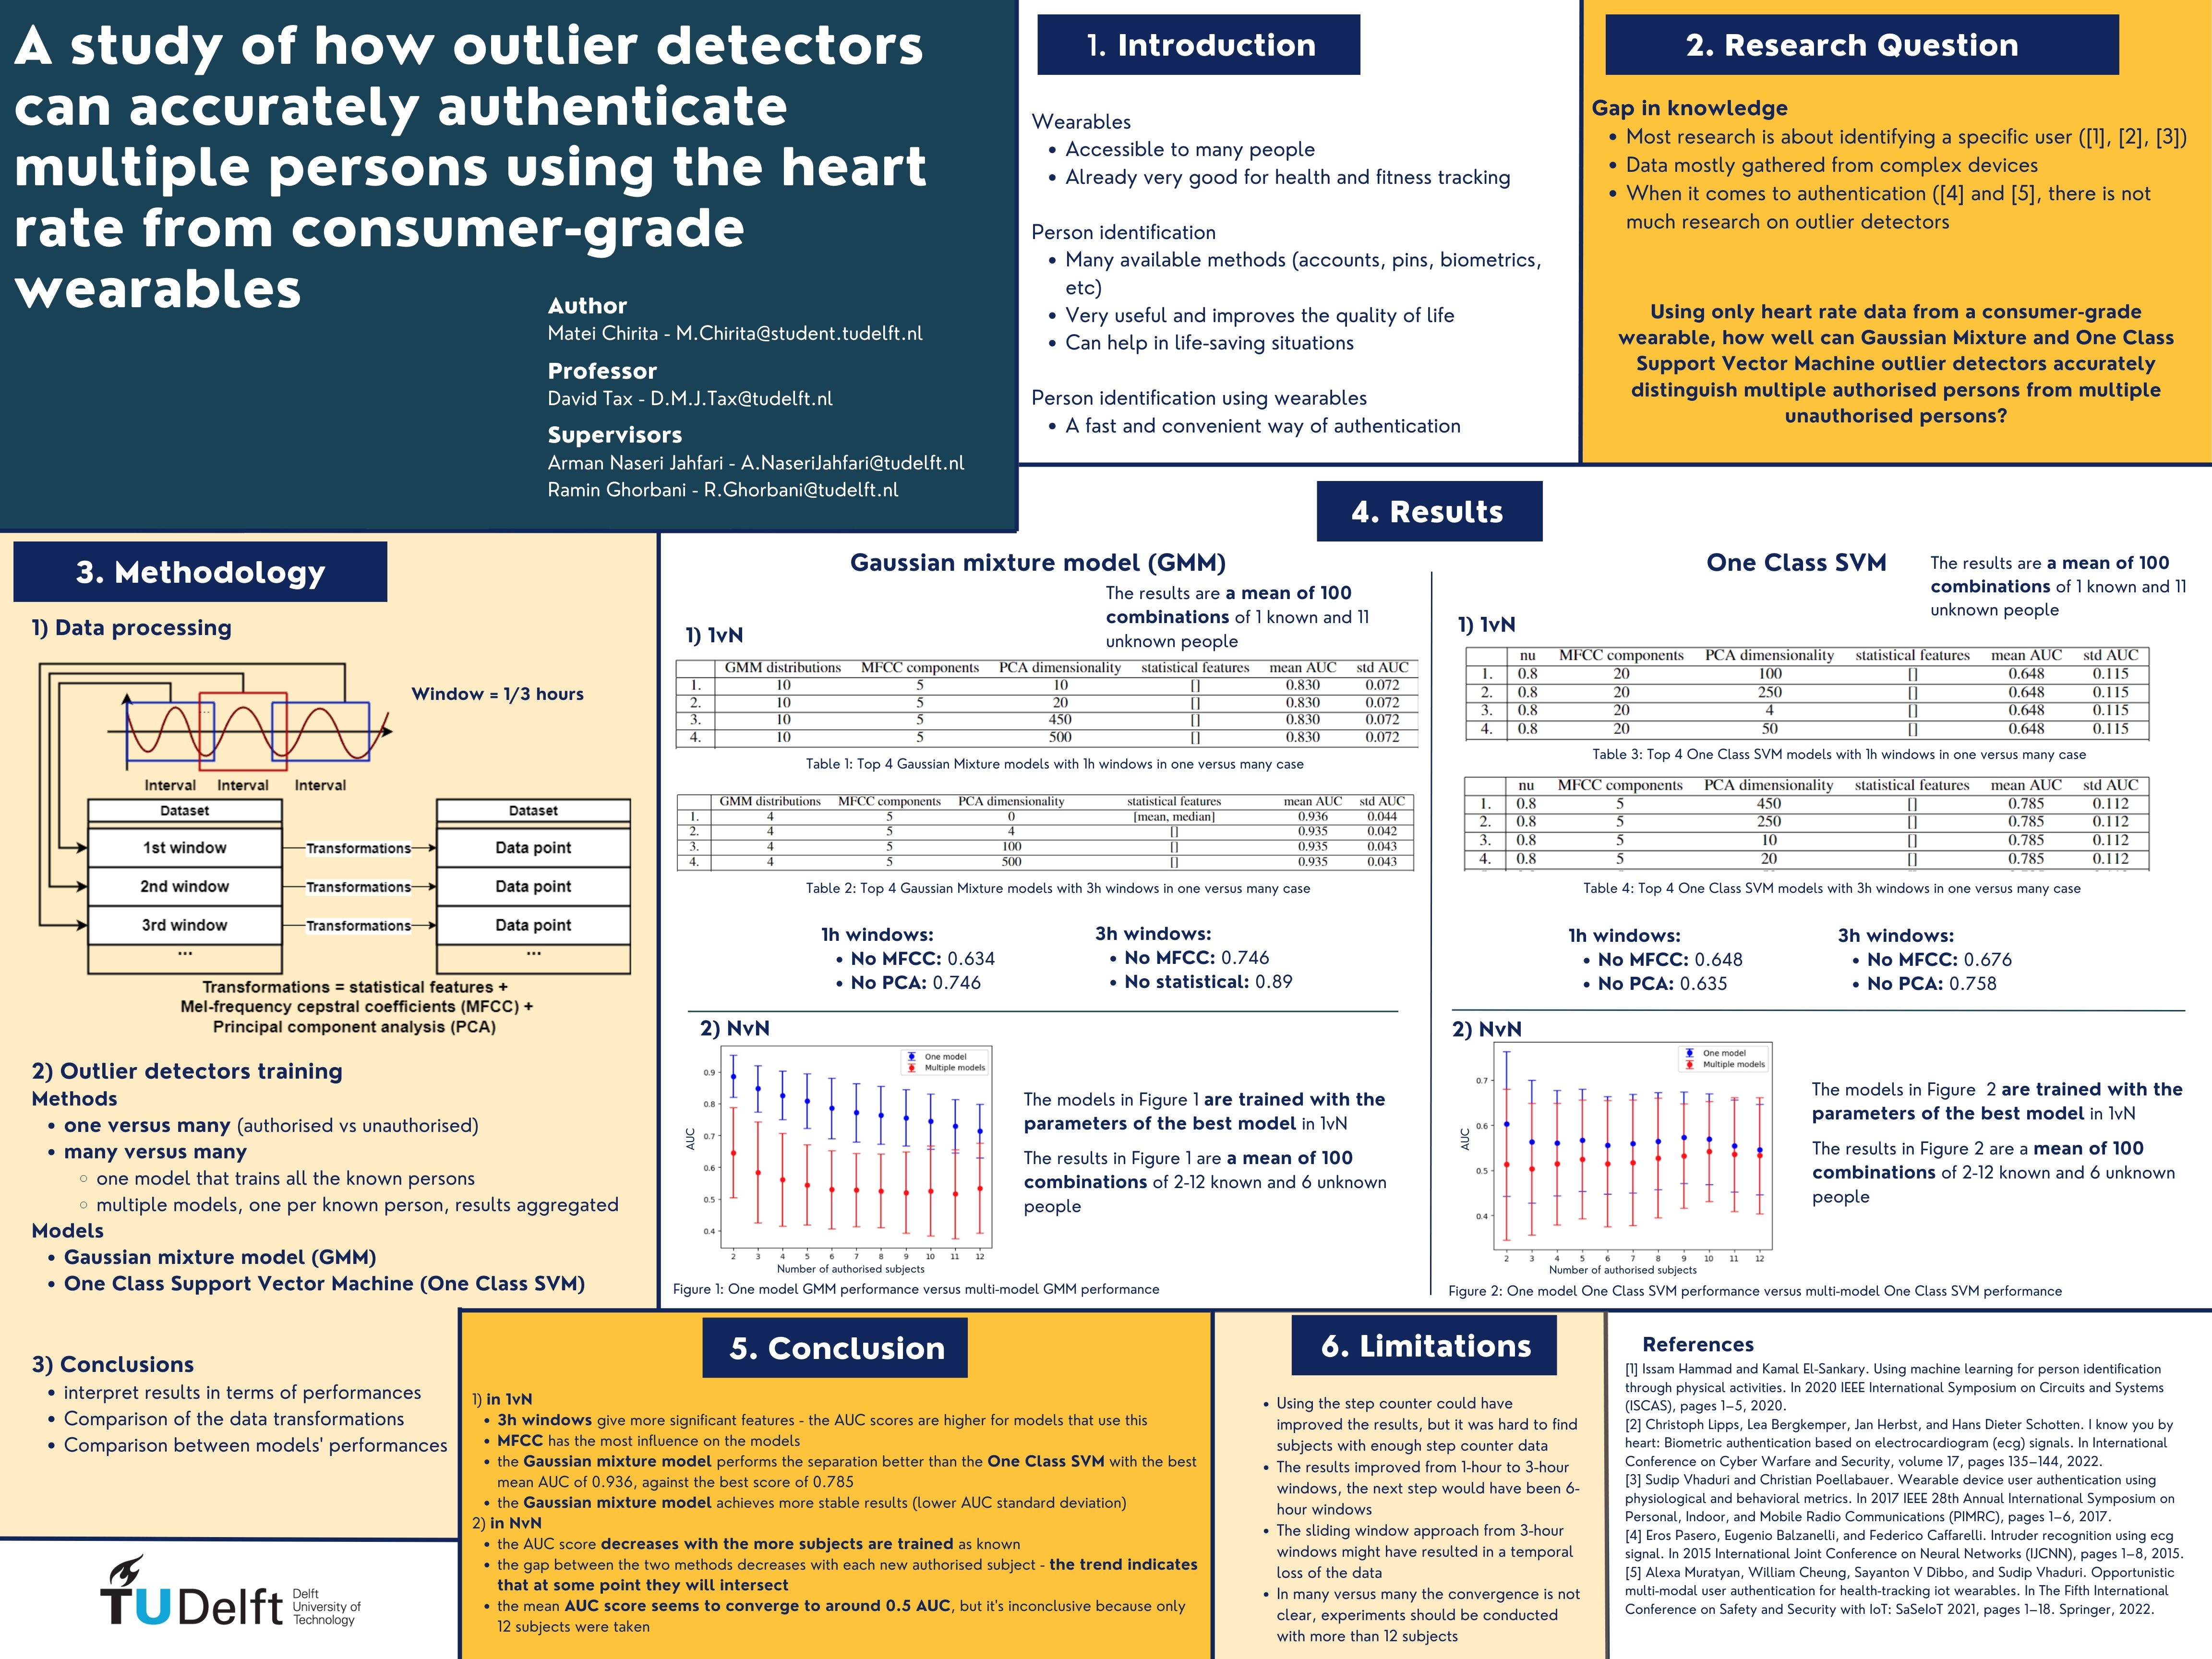 A study of how outlier detectors
can accurately authenticate
multiple persons using the heart
rate from consumer-grade
wearables
Author
Matei Chirita - M.Chirita@student.tudelft.nl
Professor
David Tax - D.M.J.Tax@tudelft.nl
Supervisors
Arman Naseri Jahfari - A.NaseriJahfari@tudelft.nl
Ramin Ghorbani - R.Ghorbani@tudelft.nl
1. Introduction
Wearables
• Accessible to many people
• Already very good for health and fitness tracking
Person identification
• Many available methods (accounts, pins, biometrics,
etc)
• Very useful and improves the quality of life
• Can help in life-saving situations
Person identification using wearables
• A fast and convenient way of authentication
2. Research Question
Gap in knowledge
• Most research is about identifying a specific user ([1], [2], [3])
• Data mostly gathered from complex devices
• When it comes to authentication ([4] and [5], there is not
much research on outlier detectors
Using only heart rate data from a consumer-grade
wearable, how well can Gaussian Mixture and One Class
Support Vector Machine outlier detectors accurately
distinguish multiple authorised persons from multiple
unauthorised persons?
3. Methodology
1) Data processing
Window = 1/3 hours
...
Interval Interval Interval
Dataset Dataset
1st window Transformations Data point
2nd window Transformations Data point
3rd window Transformations Data point
... ...
Transformations = statistical features +
Mel-frequency cepstral coefficients (MFCC) +
Principal component analysis (PCA)
2) Outlier detectors training
Methods
• one versus many (authorised vs unauthorised)
• many versus many
◦ one model that trains all the known persons
◦ multiple models, one per known person, results aggregated
Models
• Gaussian mixture model (GMM)
• One Class Support Vector Machine (One Class SVM)
3) Conclusions
• interpret results in terms of performances
• Comparison of the data transformations
• Comparison between models' performances
4. Results
Gaussian mixture model (GMM)
The results are a mean of 100
combinations of 1 known and 11
unknown people
1) 1vN
GMM distributions MFCC components PCA dimensionality statistical features mean AUC std AUC
1. 10 5 10 [] 0.830 0.072
2. 10 5 20 [] 0.830 0.072
3. 10 5 450 [] 0.830 0.072
4. 10 5 500 [] 0.830 0.072
Table 1: Top 4 Gaussian Mixture models with 1h windows in one versus many case
GMM distributions MFCC components PCA dimensionality statistical features mean AUC std AUC
1. 4 5 0 [mean, median] 0.936 0.044
2. 4 5 4 [] 0.935 0.042
3. 4 5 100 [] 0.935 0.043
4. 4 5 500 [] 0.935 0.043
Table 2: Top 4 Gaussian Mixture models with 3h windows in one versus many case
1h windows:
• No MFCC: 0.634
• No PCA: 0.746
3h windows:
• No MFCC: 0.746
• No statistical: 0.89
2) NvN
One model
Multiple models
0.9
0.8
0.7
0.6
0.5
0.4
AUC
2 3 4 5 6 7 8 9 10 11 12
Number of authorised subjects
Figure 1: One model GMM performance versus multi-model GMM performance
The models in Figure 1 are trained with the
parameters of the best model in 1vN
The results in Figure 1 are a mean of 100
combinations of 2-12 known and 6 unknown
people
One Class SVM
The results are a mean of 100
combinations of 1 known and 11
unknown people
1) 1vN
nu MFCC components PCA dimensionality statistical features mean AUC std AUC
1. 0.8 20 100 [] 0.648 0.115
2. 0.8 20 250 [] 0.648 0.115
3. 0.8 20 4 [] 0.648 0.115
4. 0.8 20 50 [] 0.648 0.115
Table 3: Top 4 One Class SVM models with 1h windows in one versus many case
nu MFCC components PCA dimensionality statistical features mean AUC std AUC
1. 0.8 5 450 [] 0.785 0.112
2. 0.8 5 250 [] 0.785 0.112
3. 0.8 5 10 [] 0.785 0.112
4. 0.8 5 20 [] 0.785 0.112
Table 4: Top 4 One Class SVM models with 3h windows in one versus many case
1h windows:
• No MFCC: 0.648
• No PCA: 0.635
3h windows:
• No MFCC: 0.676
• No PCA: 0.758
2) NvN
One model
Multiple models
0.7
0.6
0.5
0.4
AUC
2 3 4 5 6 7 8 9 10 11 12
Number of authorised subjects
Figure 2: One model One Class SVM performance versus multi-model One Class SVM performance
The models in Figure 2 are trained with the
parameters of the best model in 1vN
The results in Figure 2 are a mean of 100
combinations of 2-12 known and 6 unknown
people
5. Conclusion
1) in 1vN
• 3h windows give more significant features - the AUC scores are higher for models that use this
• MFCC has the most influence on the models
• the Gaussian mixture model performs the separation better than the One Class SVM with the best
mean AUC of 0.936, against the best score of 0.785
• the Gaussian mixture model achieves more stable results (lower AUC standard deviation)
2) in NvN
• the AUC score decreases with the more subjects are trained as known
• the gap between the two methods decreases with each new authorised subject - the trend indicates
that at some point they will intersect
• the mean AUC score seems to converge to around 0.5 AUC, but it's inconclusive because only
12 subjects were taken
6. Limitations
• Using the step counter could have
improved the results, but it was hard to find
subjects with enough step counter data
• The results improved from 1-hour to 3-hour
windows, the next step would have been 6-
hour windows
• The sliding window approach from 3-hour
windows might have resulted in a temporal
loss of the data
• In many versus many the convergence is not
clear, experiments should be conducted
with more than 12 subjects
References
[1] Issam Hammad and Kamal El-Sankary. Using machine learning for person identification
through physical activities. In 2020 IEEE International Symposium on Circuits and Systems
(ISCAS), pages 1–5, 2020.
[2] Christoph Lipps, Lea Bergkemper, Jan Herbst, and Hans Dieter Schotten. I know you by
heart: Biometric authentication based on electrocardiogram (ecg) signals. In International
Conference on Cyber Warfare and Security, volume 17, pages 135–144, 2022.
[3] Sudip Vhaduri and Christian Poellabauer. Wearable device user authentication using
physiological and behavioral metrics. In 2017 IEEE 28th Annual International Symposium on
Personal, Indoor, and Mobile Radio Communications (PIMRC), pages 1–6, 2017.
[4] Eros Pasero, Eugenio Balzanelli, and Federico Caffarelli. Intruder recognition using ecg
signal. In 2015 International Joint Conference on Neural Networks (IJCNN), pages 1–8, 2015.
[5] Alexa Muratyan, William Cheung, Sayanton V Dibbo, and Sudip Vhaduri. Opportunistic
multi-modal user authentication for health-tracking iot wearables. In The Fifth International
Conference on Safety and Security with IoT: SaSeIoT 2021, pages 1–18. Springer, 2022.
TUDelft
Delft
University of
Technology